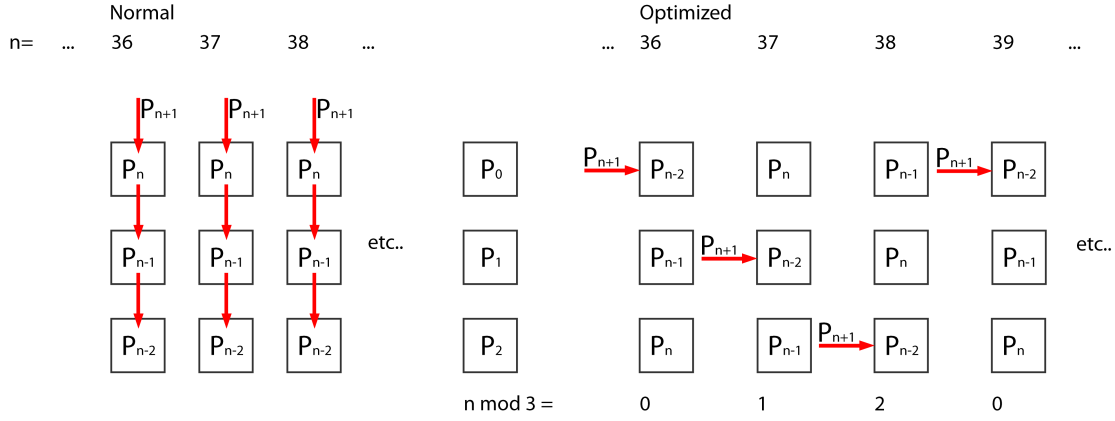 Normal Optimized
n= ... 36 37 38 ... ... 36 37 38 39 ...
Pn+1 Pn+1 Pn+1
Pn+1 Pn+1
Pn Pn Pn P0 Pn-2 Pn Pn-1 Pn-2
etc.. Pn+1 etc..
Pn-1 Pn-1 Pn-1 P1 Pn-1 Pn-2 Pn Pn-1
Pn+1
Pn-2 Pn-2 Pn-2 P2 Pn Pn-1 Pn-2 Pn
n mod 3 = 0 1 2 0